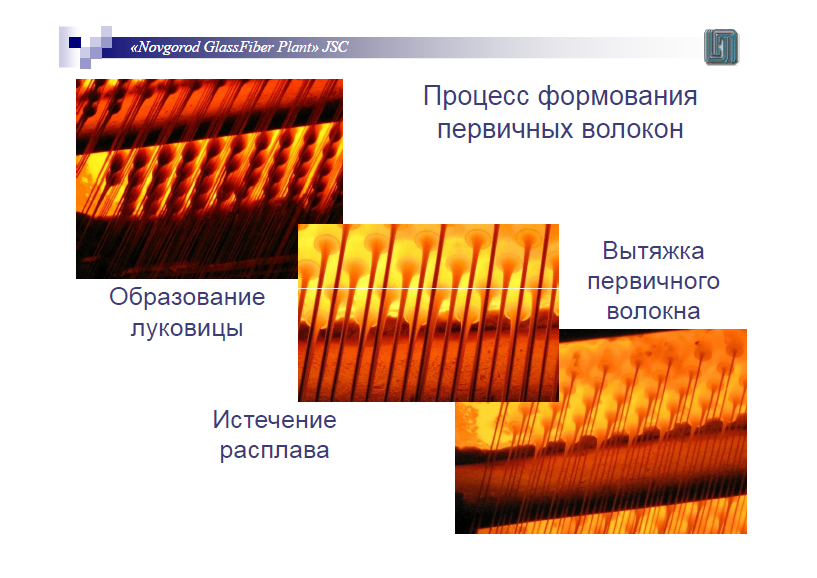 «Novgorod GlassFiber Plant» JSC
Процесс формования
первичных волокон
Образование
луковицы
Вытяжка
первичного
волокна
Истечение
расплава